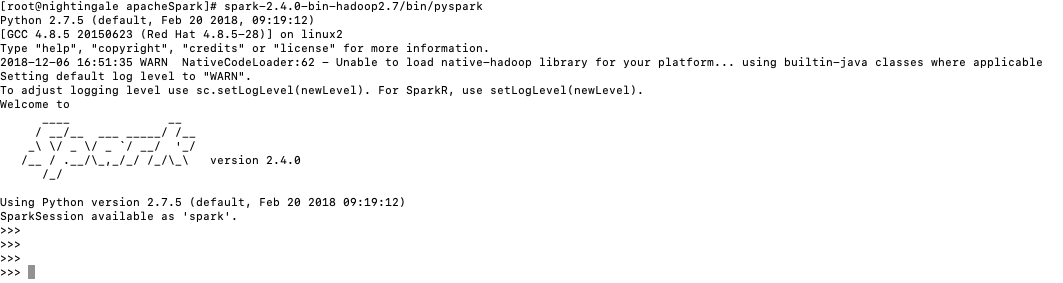 [root@nightingale apacheSpark]# spark-2.4.0-bin-hadoop2.7/bin/pyspark
Python 2.7.5 (default, Feb 20 2018, 09:19:12)
[GCC 4.8.5 20150623 (Red Hat 4.8.5-28)] on linux2
Type "help", "copyright", "credits" or "license" for more information.
2018-12-06 16:51:35 WARN  NativeCodeLoader:62 - Unable to load native-hadoop library for your platform... using builtin-java classes where applicable
Setting default log level to "WARN".
To adjust logging level use sc.setLogLevel(newLevel). For SparkR, use setLogLevel(newLevel).
Welcome to
      ____              __
     / __/__  ___ _____/ /__
    _\ \/ _ \/ _ `/ __/  '_/
   /__ / .__/\_,_/_/ /_/\_\   version 2.4.0
      /_/
Using Python version 2.7.5 (default, Feb 20 2018 09:19:12)
SparkSession available as 'spark'.
>>>
>>>
>>>
>>>